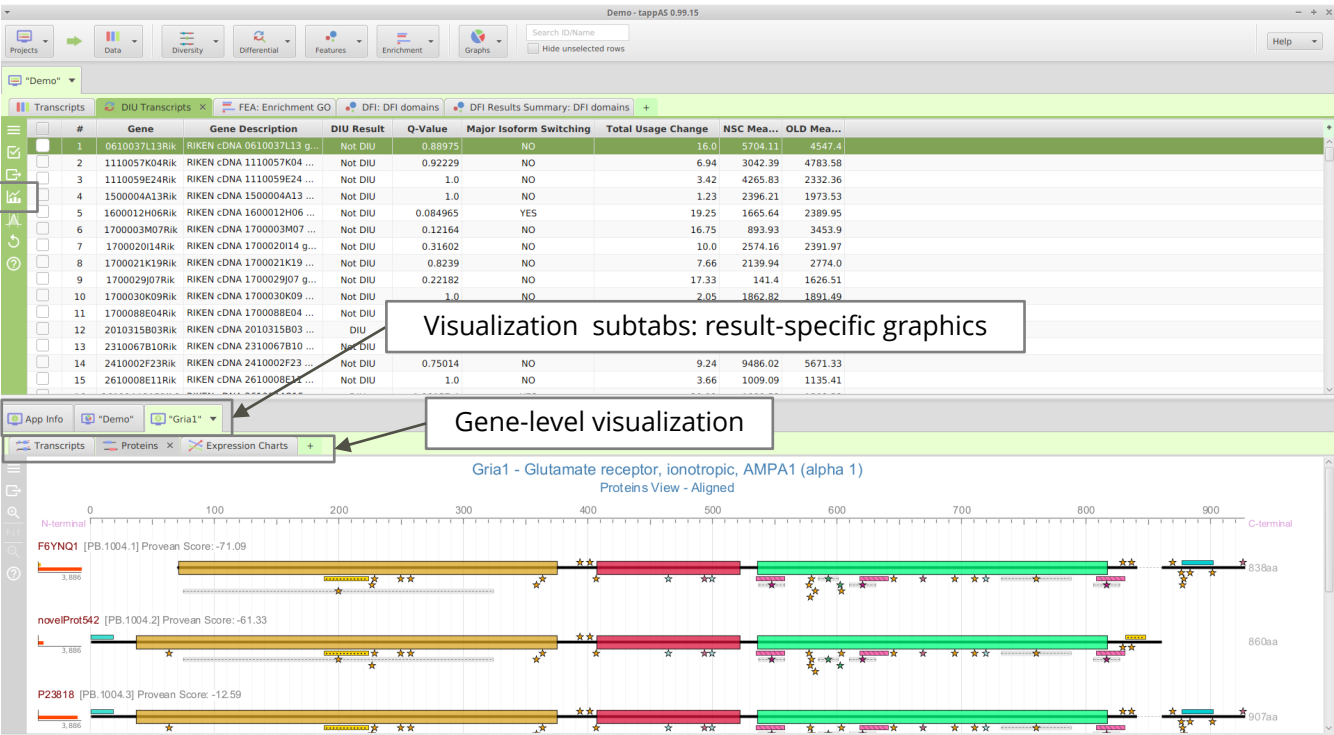 Demo - tappAS 0.99.15
Projects Data Diversity Differential Features Enrichment Graphs Search ID/Name Hide unselected rows Help
"Demo"
Transcripts DIU Transcripts × FEA: Enrichment GO DFI: DFI domains DFI Results Summary: DFI domains +
# Gene Gene Description DIU Result Q-Value Major Isoform Switching Total Usage Change NSC Mea... OLD Mea...
1 0610037L13Rik RIKEN cDNA 0610037L13 g... Not DIU 0.88975 NO 16.0 5704.11 4547.4
2 1110057K04Rik RIKEN cDNA 1110057K04 ... Not DIU 0.92229 NO 6.94 3042.39 4783.58
3 1110059E24Rik RIKEN cDNA 1110059E24 ... Not DIU 1.0 NO 3.42 4265.83 2332.36
4 1500004A13Rik RIKEN cDNA 1500004A13 ... Not DIU 1.0 NO 1.23 2396.21 1973.53
5 1600012H06Rik RIKEN cDNA 1600012H06 ... Not DIU 0.084965 YES 19.25 1665.64 2389.95
6 1700003M07Rik RIKEN cDNA 1700003M07 ... Not DIU 0.12164 NO 16.75 893.93 3453.9
7 1700020I14Rik RIKEN cDNA 1700020I14 g... Not DIU 0.31602 NO 10.0 2574.16 2391.97
8 1700021K19Rik RIKEN cDNA 1700021K19 ... Not DIU 0.8239 NO 7.66 2139.94 2774.0
9 1700029J07Rik RIKEN cDNA 1700029J07 g... Not DIU 0.22182 NO 17.33 141.4 1626.51
10 1700030K09Rik RIKEN cDNA 1700030K09 ... Not DIU 1.0 NO 2.05 1862.82 1891.49
11 1700088E04Rik RIKEN cDNA 1700088E04 ... Not DIU
12 2010315B03Rik RIKEN cDNA 2010315B03 ... DIU
13 2310067B10Rik RIKEN cDNA 2310067B10 ... Not DIU
Visualization subtabs: result-specific graphics
14 2410002F23Rik RIKEN cDNA 2410002F23 ... Not DIU 0.75014 NO 9.24 9486.02 5671.33
15 2610008E11Rik RIKEN cDNA 2610008E11 ... Not DIU 1.0 NO 3.66 1009.09 1135.41
App Info "Demo" "Gria1"
Gene-level visualization
Transcripts Proteins × Expression Charts +
Gria1 - Glutamate receptor, ionotropic, AMPA1 (alpha 1)
Proteins View - Aligned
0 100 200 300 400 500 600 700 800 900
N-terminal C-terminal
F6YNQ1 [PB.1004.1] Provean Score: -71.09
3,886 838aa
novelProt542 [PB.1004.2] Provean Score: -61.33
3,886 860aa
P23818 [PB.1004.3] Provean Score: -12.59
3,886 907aa